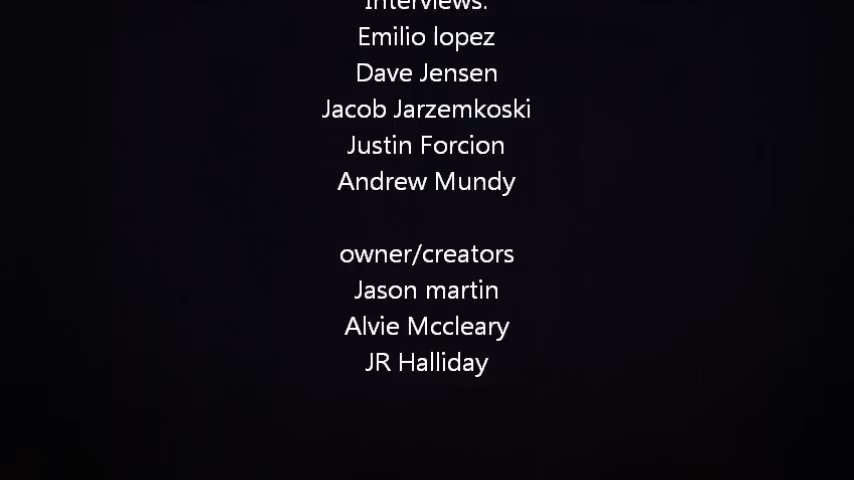 Interviews:
Emilio lopez
Dave Jensen
Jacob Jarzemkoski
Justin Forcion
Andrew Mundy
owner/creators
Jason martin
Alvie Mccleary
JR Halliday